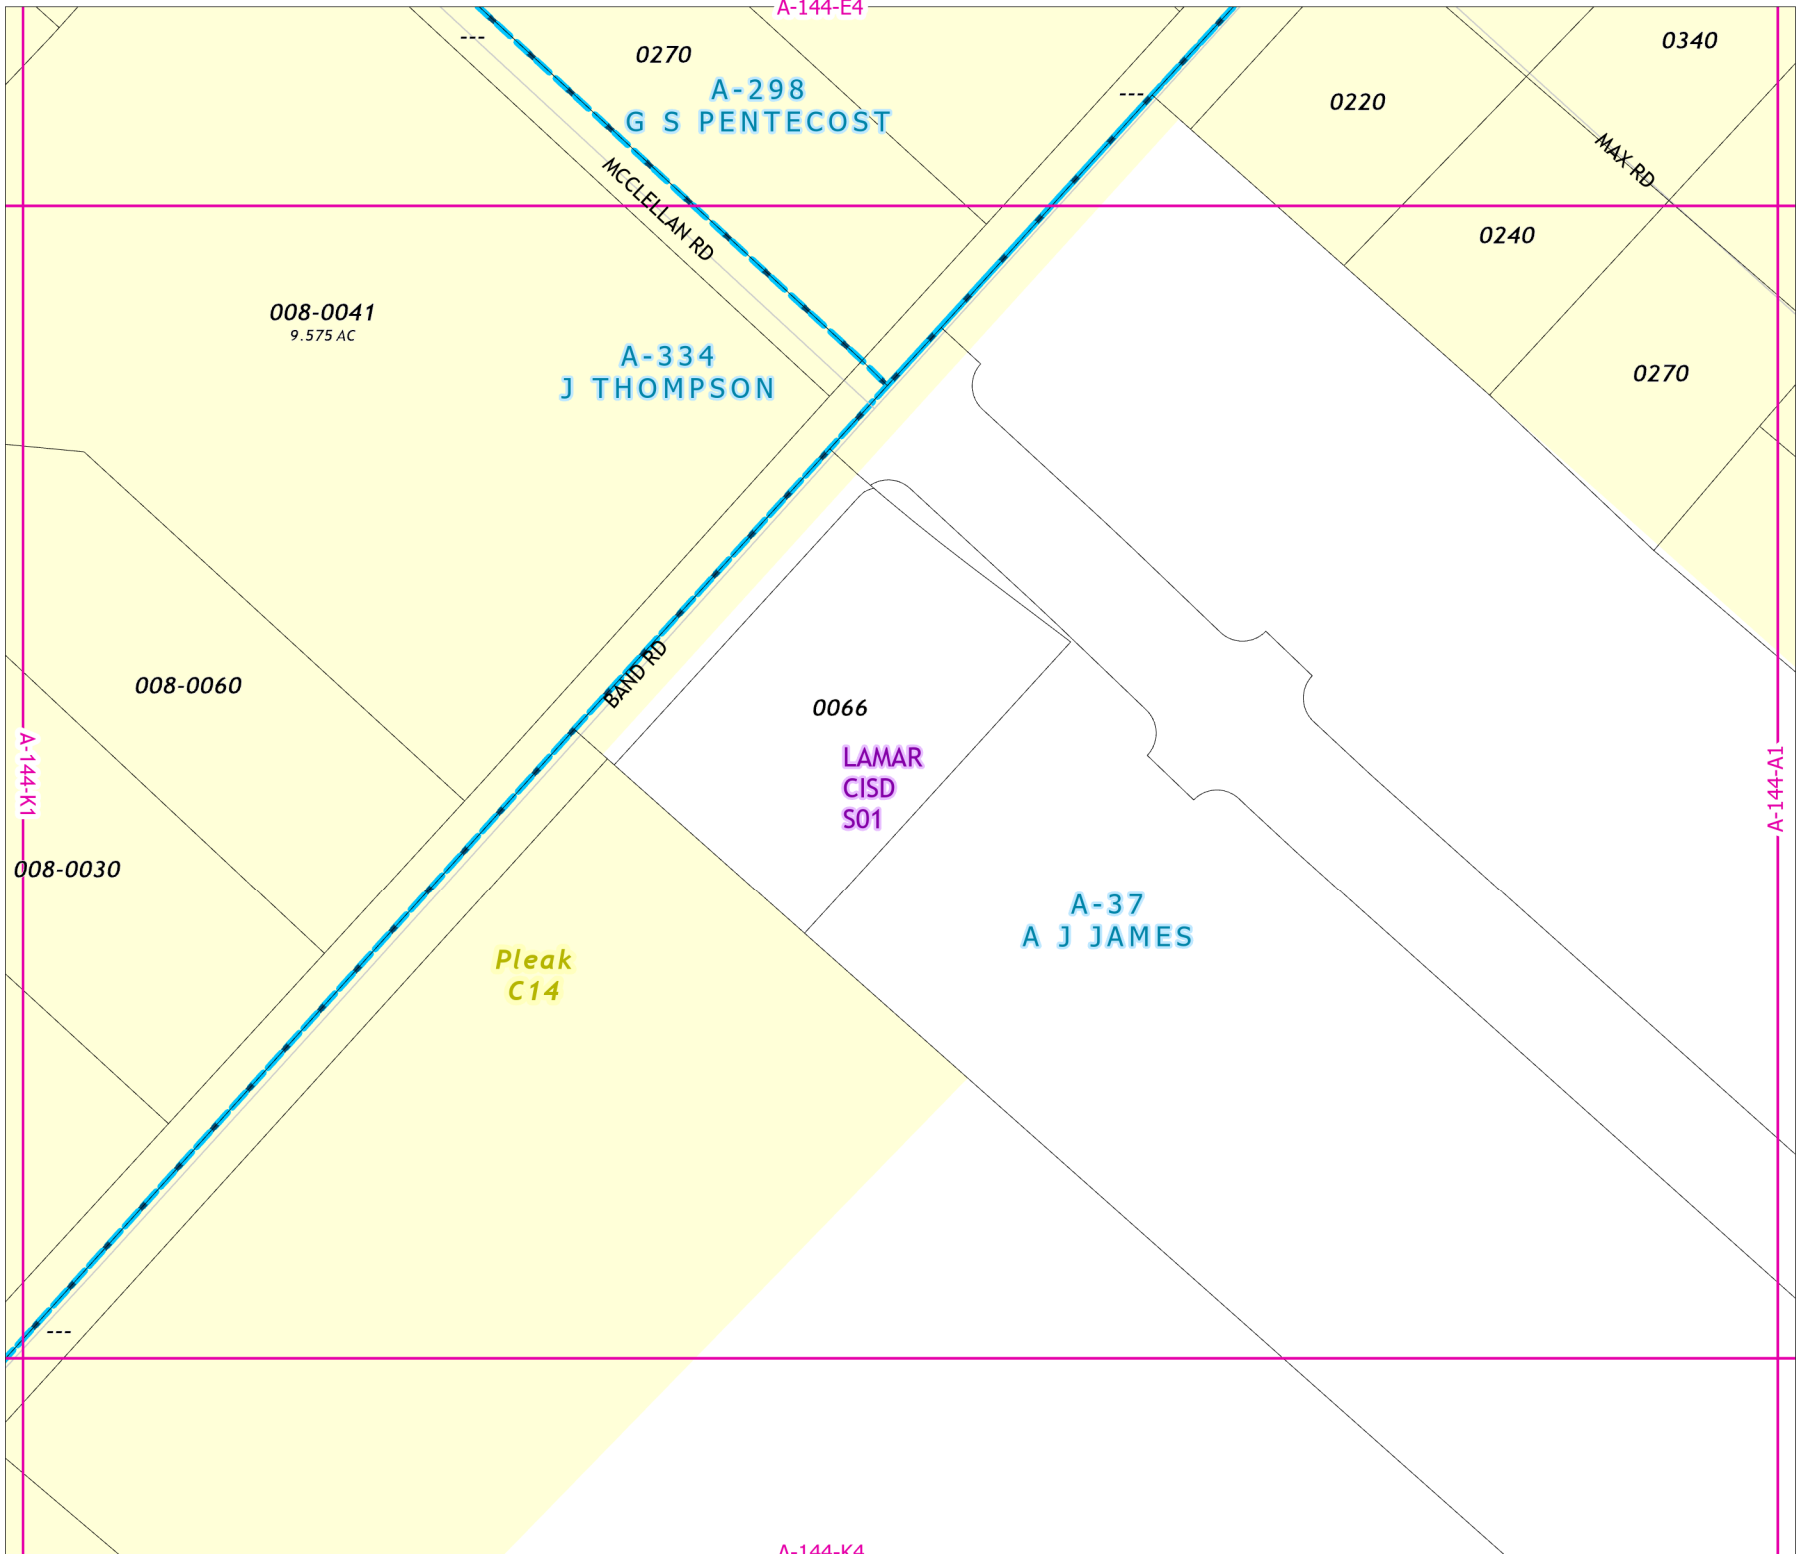 A-144-E4
---
0270
A-298
G S PENTECOST
---
0220
0340
MAX RD
MCCLELLAN RD
0240
008-0041
9.575 AC
A-334
J THOMPSON
0270
008-0060
BAND RD
0066
LAMAR
CISD
S01
A-144-K1
A-144-A1
008-0030
A-37
A J JAMES
Pleak
C14
---
A-144-K4